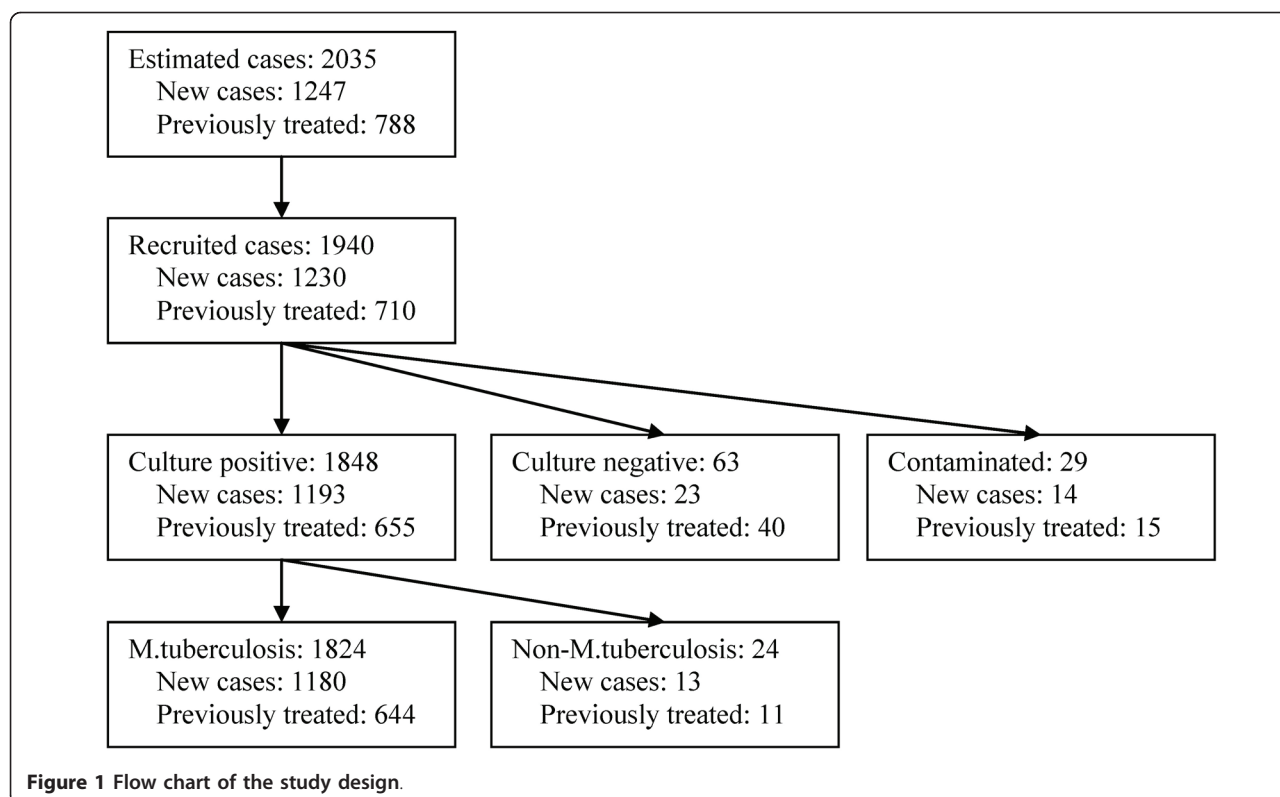 Estimated cases: 2035
New cases: 1247
Previously treated: 788
Recruited cases: 1940
New cases: 1230
Previously treated: 710
Culture positive: 1848
New cases: 1193
Previously treated: 655
Culture negative: 63
New cases: 23
Previously treated: 40
Contaminated: 29
New cases: 14
Previously treated: 15
M.tuberculosis: 1824
New cases: 1180
Previously treated: 644
Non-M.tuberculosis: 24
New cases: 13
Previously treated: 11
Figure 1 Flow chart of the study design.